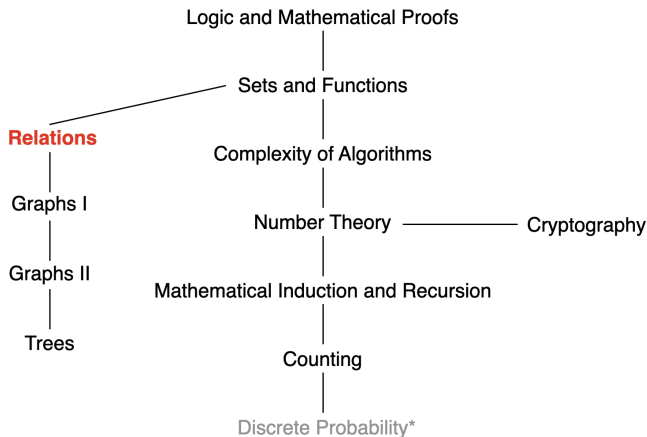 Logic and Mathematical Proofs
Sets and Functions
Relations
Complexity of Algorithms
Graphs I
Number Theory
Cryptography
Graphs II
Mathematical Induction and Recursion
Trees
Counting
Discrete Probability*